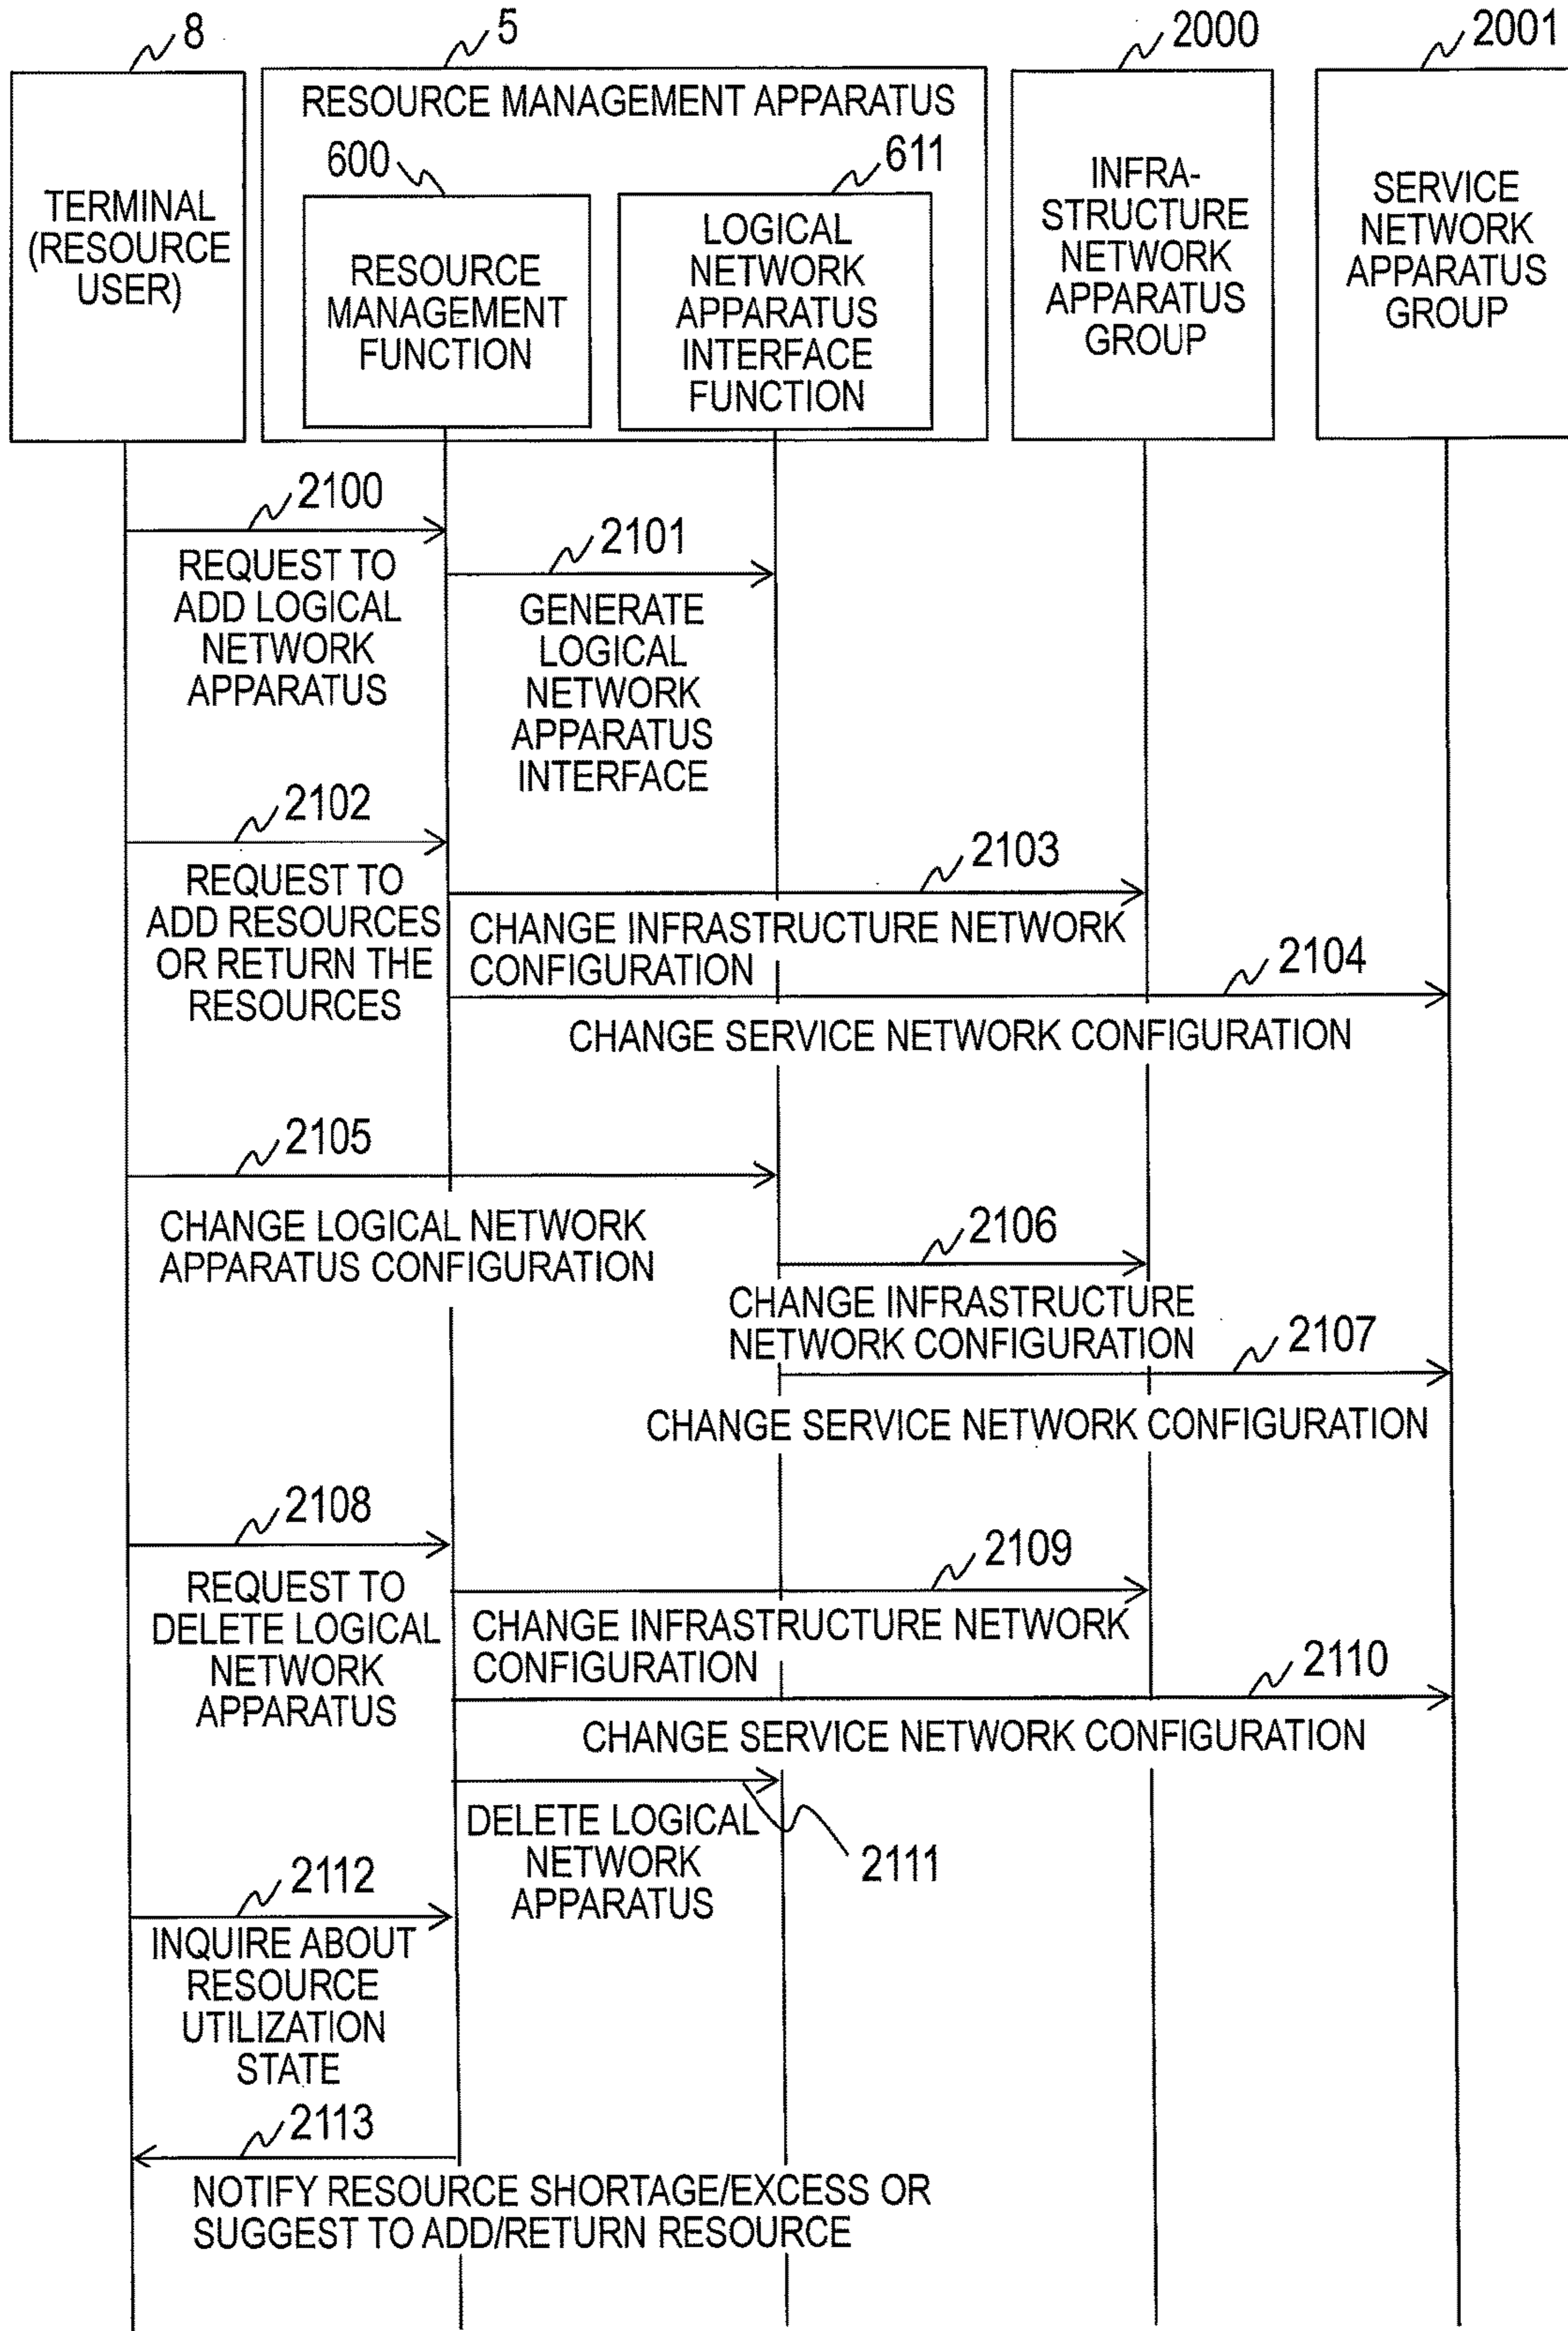 8
5
2000
2001
TERMINAL
(RESOURCE
USER)
RESOURCE MANAGEMENT APPARATUS
600
611
RESOURCE
MANAGEMENT
FUNCTION
LOGICAL
NETWORK
APPARATUS
INTERFACE
FUNCTION
INFRA-
STRUCTURE
NETWORK
APPARATUS
GROUP
SERVICE
NETWORK
APPARATUS
GROUP
2100
REQUEST TO
ADD LOGICAL
NETWORK
APPARATUS
2101
GENERATE
LOGICAL
NETWORK
APPARATUS
INTERFACE
2102
REQUEST TO
ADD RESOURCES
OR RETURN THE
RESOURCES
2103
CHANGE INFRASTRUCTURE NETWORK
CONFIGURATION
2104
CHANGE SERVICE NETWORK CONFIGURATION
2105
CHANGE LOGICAL NETWORK
APPARATUS CONFIGURATION
2106
CHANGE INFRASTRUCTURE
NETWORK CONFIGURATION
2107
CHANGE SERVICE NETWORK CONFIGURATION
2108
REQUEST TO
DELETE LOGICAL
NETWORK
APPARATUS
2109
CHANGE INFRASTRUCTURE NETWORK
CONFIGURATION
2110
CHANGE SERVICE NETWORK CONFIGURATION
DELETE LOGICAL
NETWORK
APPARATUS
2111
2112
INQUIRE ABOUT
RESOURCE
UTILIZATION
STATE
2113
NOTIFY RESOURCE SHORTAGE/EXCESS OR
SUGGEST TO ADD/RETURN RESOURCE